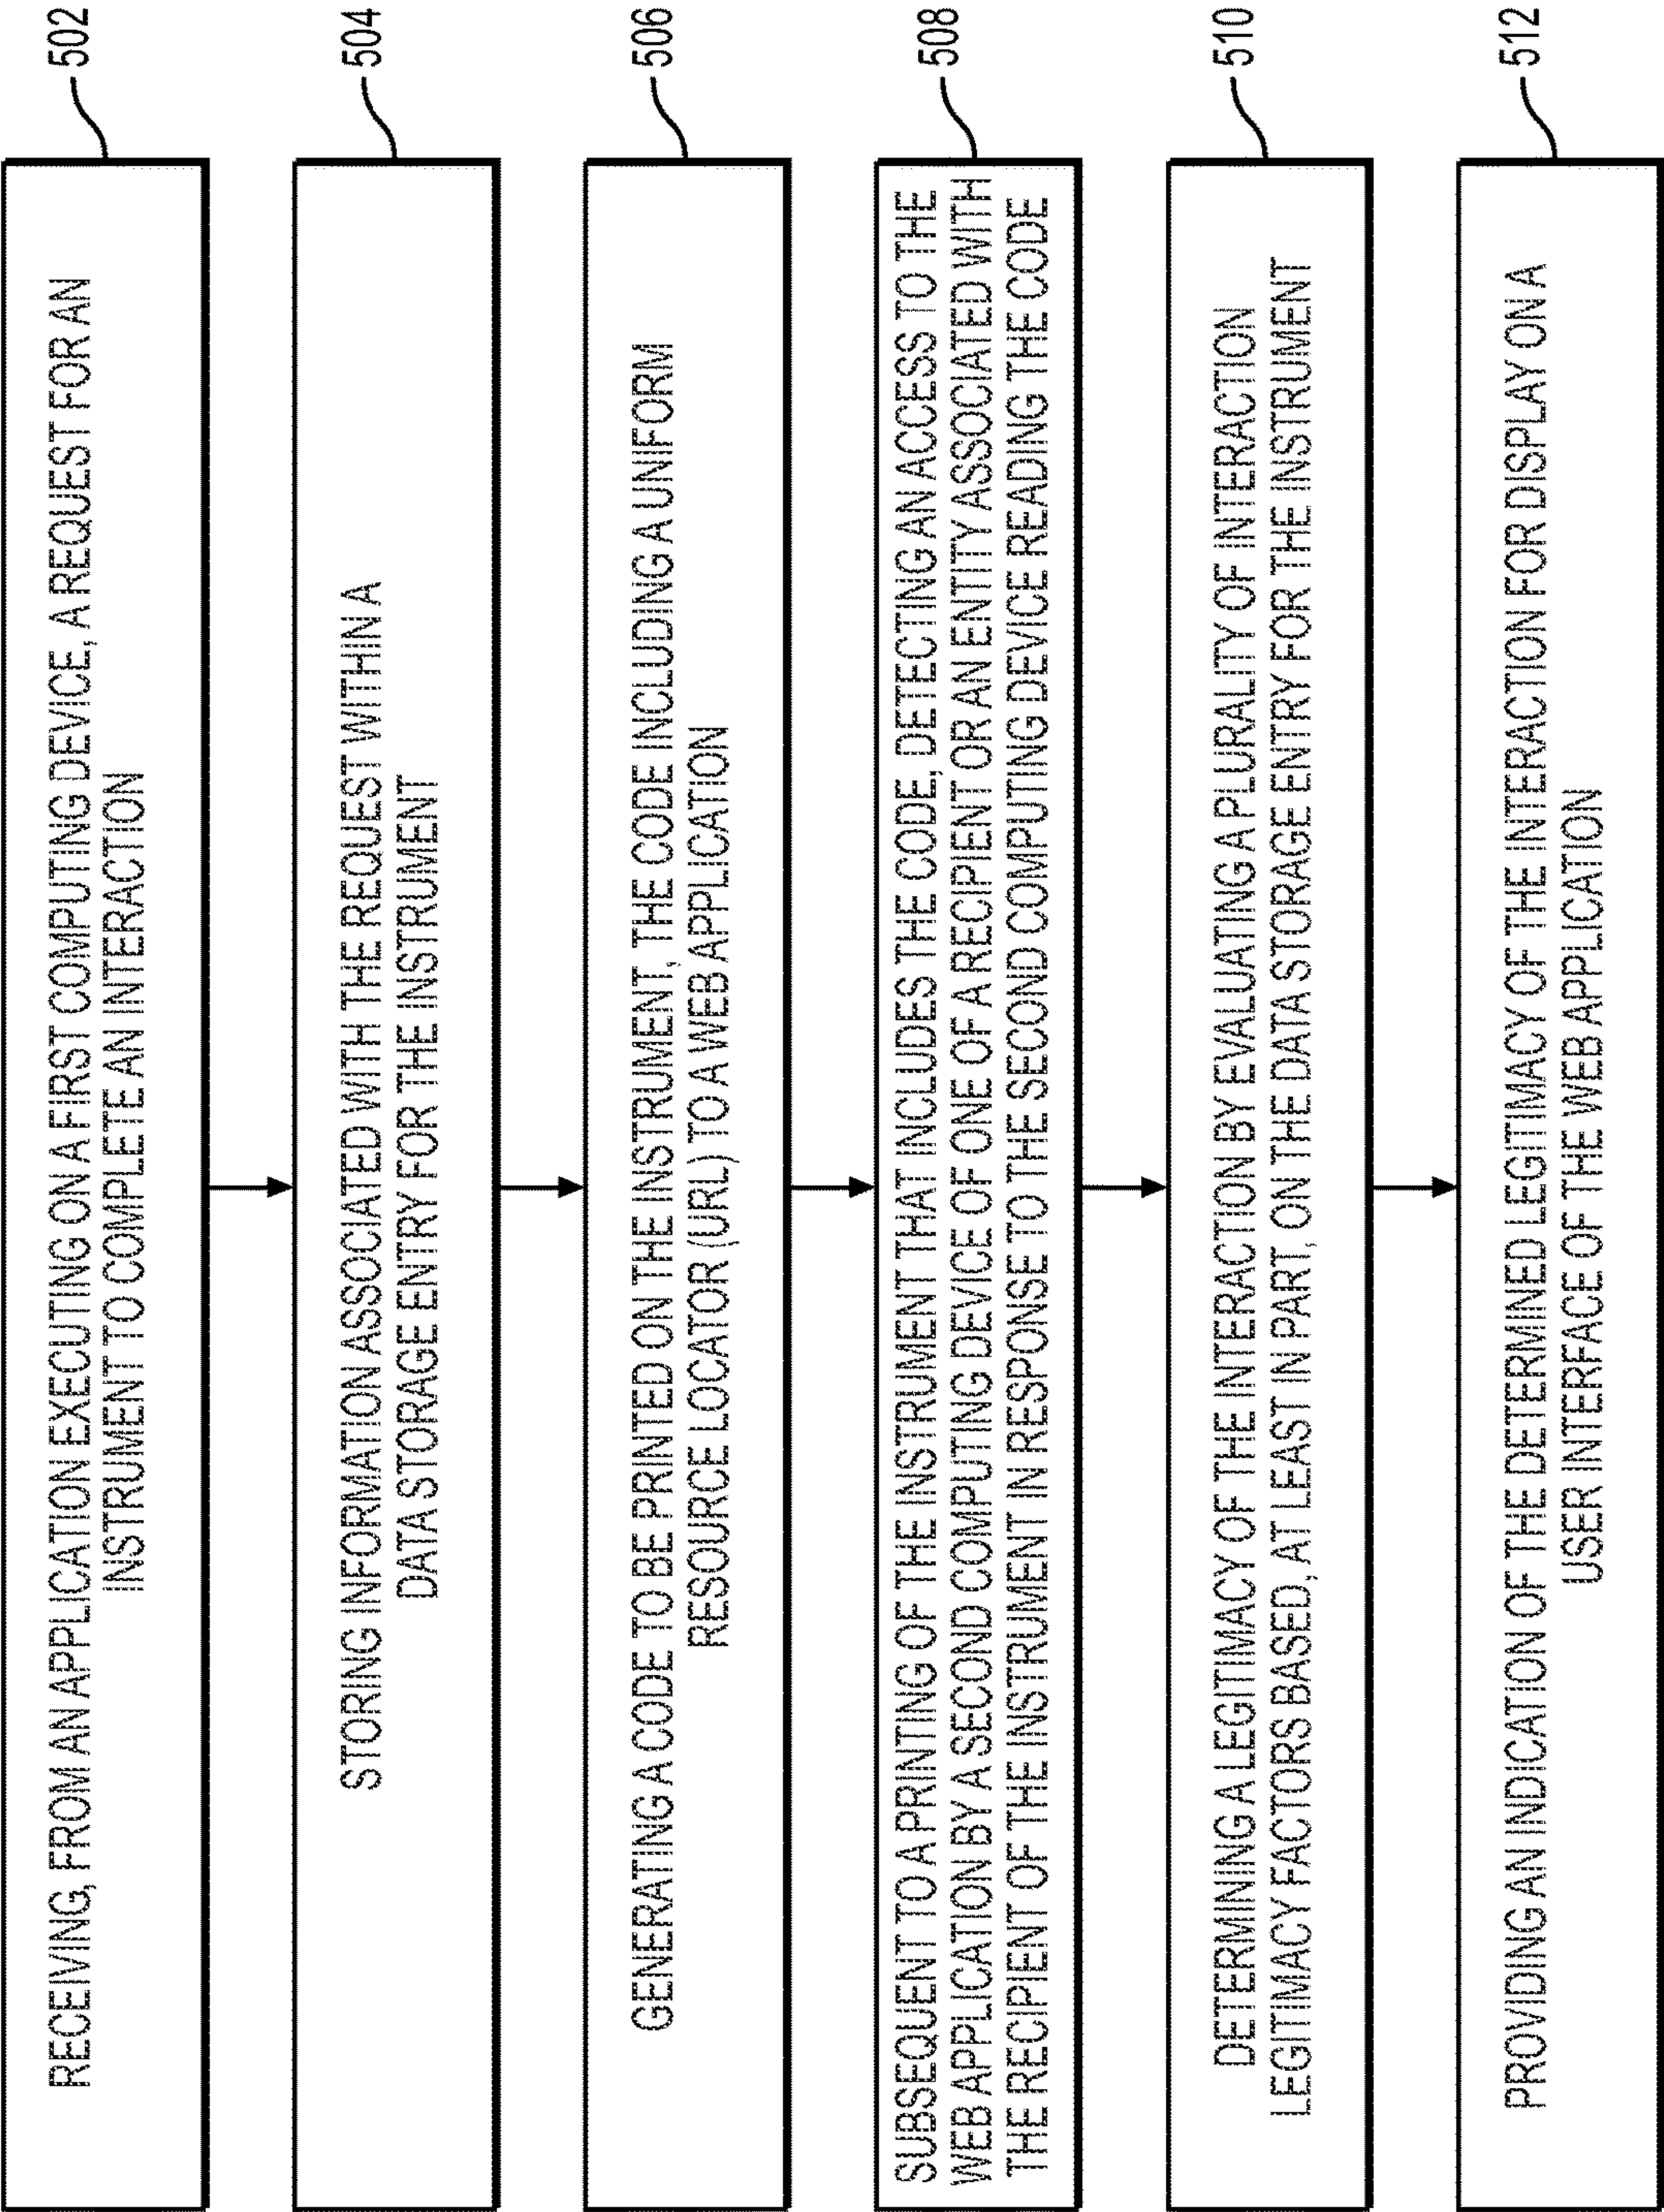 RECEIVING, FROM AN APPLICATION EXECUTING ON A FIRST COMPUTING DEVICE, A REQUEST FOR AN
INSTRUMENT TO COMPLETE AN INTERACTION
502
STORING INFORMATION ASSOCIATED WITH THE REQUEST WITHIN A
DATA STORAGE ENTRY FOR THE INSTRUMENT
504
GENERATING A CODE TO BE PRINTED ON THE INSTRUMENT, THE CODE INCLUDING A UNIFORM
RESOURCE LOCATOR (URL) TO A WEB APPLICATION
506
SUBSEQUENT TO A PRINTING OF THE INSTRUMENT THAT INCLUDES THE CODE, DETECTING AN ACCESS TO THE
WEB APPLICATION BY A SECOND COMPUTING DEVICE OF ONE OF A RECIPIENT OR AN ENTITY ASSOCIATED WITH
THE RECIPIENT OF THE INSTRUMENT IN RESPONSE TO THE SECOND COMPUTING DEVICE READING THE CODE
508
DETERMINING A LEGITIMACY OF THE INTERACTION BY EVALUATING A PLURALITY OF INTERACTION
LEGITIMACY FACTORS BASED, AT LEAST IN PART, ON THE DATA STORAGE ENTRY FOR THE INSTRUMENT
510
PROVIDING AN INDICATION OF THE DETERMINED LEGITIMACY OF THE INTERACTION FOR DISPLAY ON A
USER INTERFACE OF THE WEB APPLICATION
512